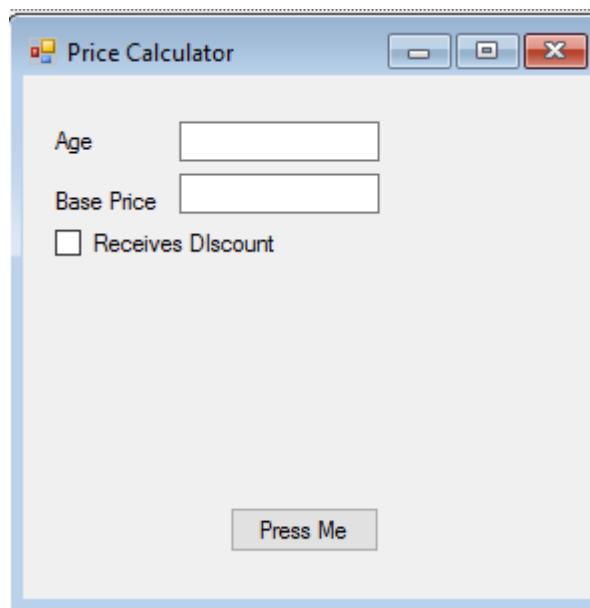 Price Calculator
Age
Base Price
Receives DIscount
Press Me